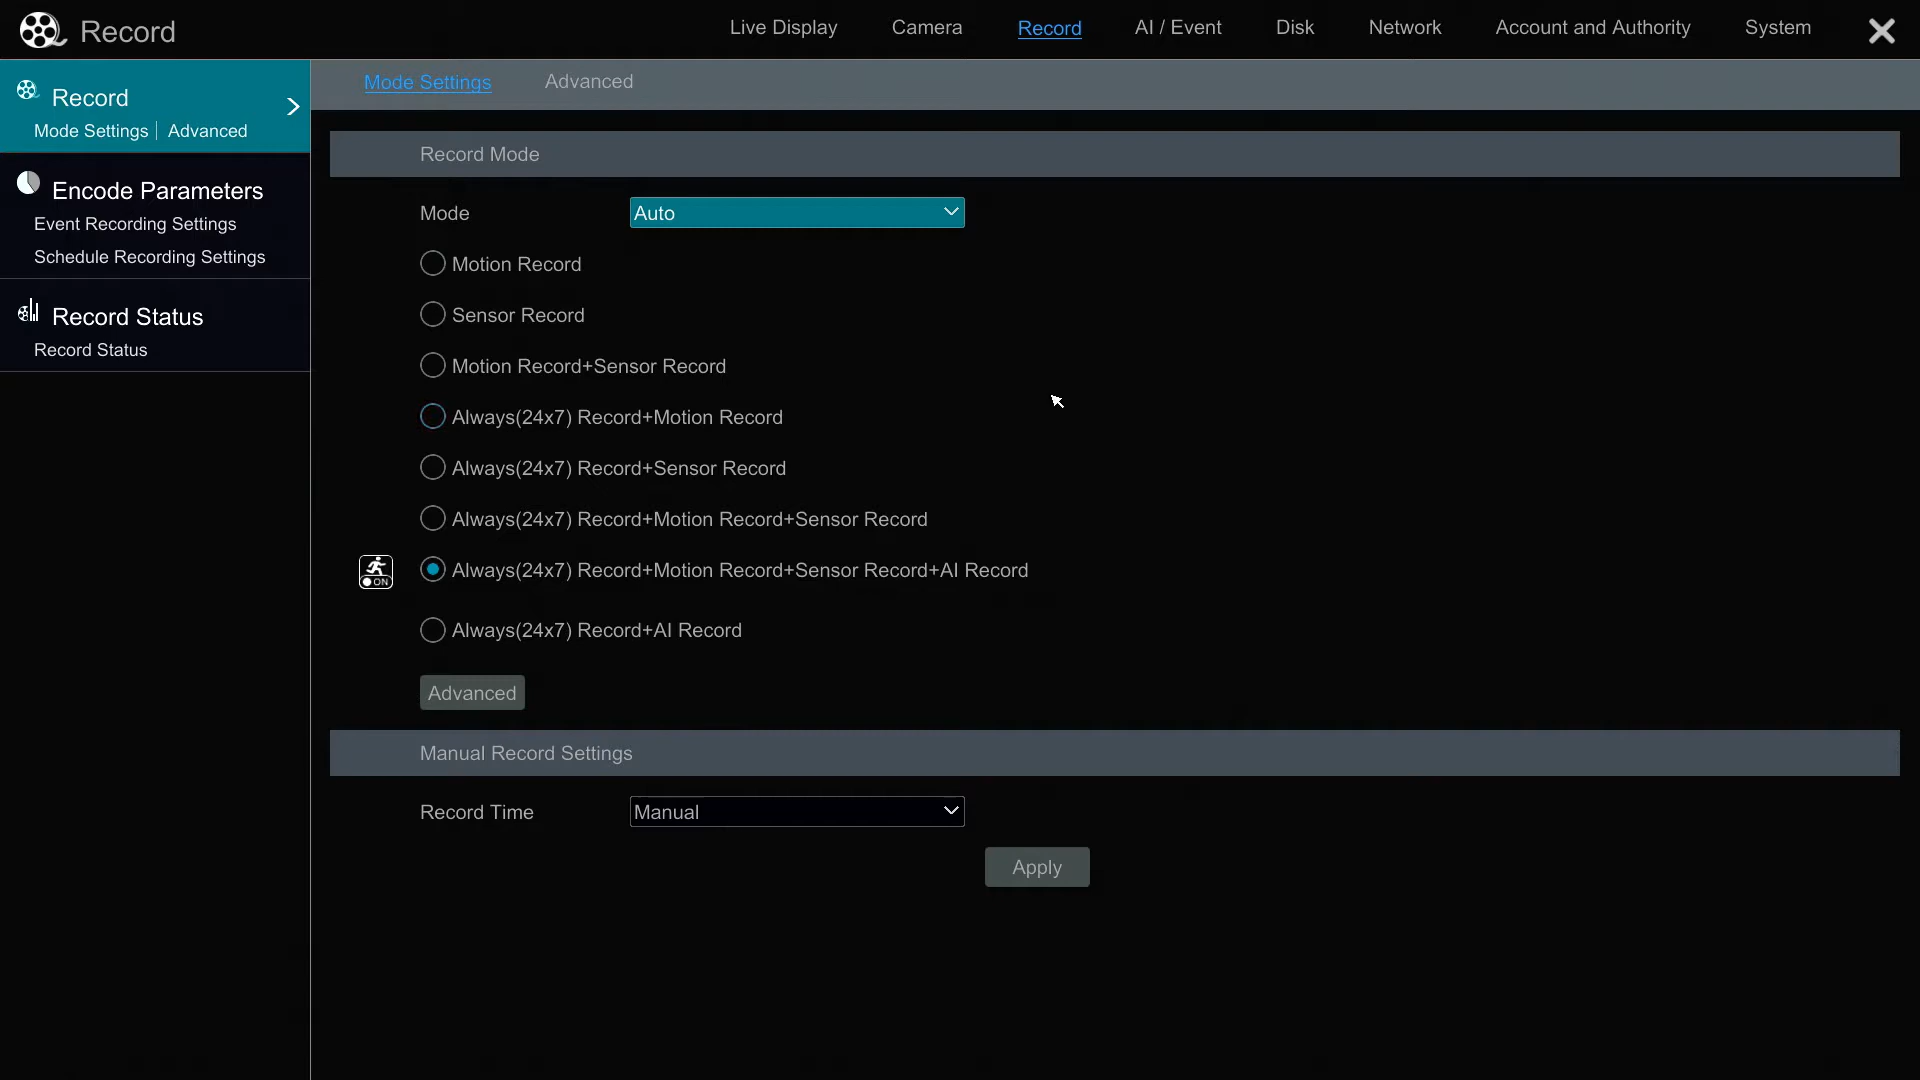 Record
Live Display
Camera
Record
AI / Event
Disk
Network
Account and Authority
System
Record
Mode Settings | Advanced
Encode Parameters
Event Recording Settings
Schedule Recording Settings
Record Status
Record Status
Mode Settings
Advanced
Record Mode
Mode
Auto
Motion Record
Sensor Record
Motion Record+Sensor Record
Always(24x7) Record+Motion Record
Always(24x7) Record+Sensor Record
Always(24x7) Record+Motion Record+Sensor Record
ON
Always(24x7) Record+Motion Record+Sensor Record+AI Record
Always(24x7) Record+AI Record
Advanced
Manual Record Settings
Record Time
Manual
Apply